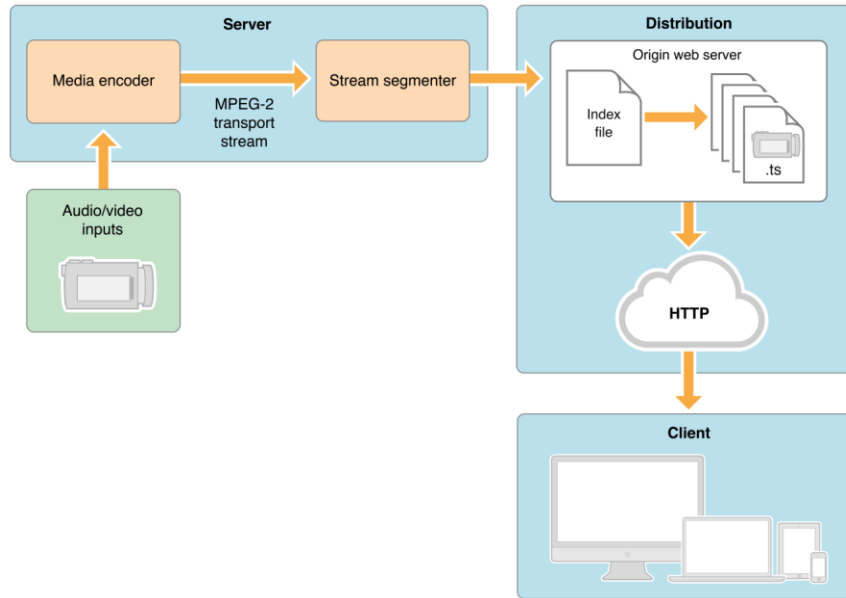 Server
Media encoder
MPEG-2
transport
stream
Stream segmenter
Audio/video
inputs
Distribution
Origin web server
Index
file
.ts
HTTP
Client